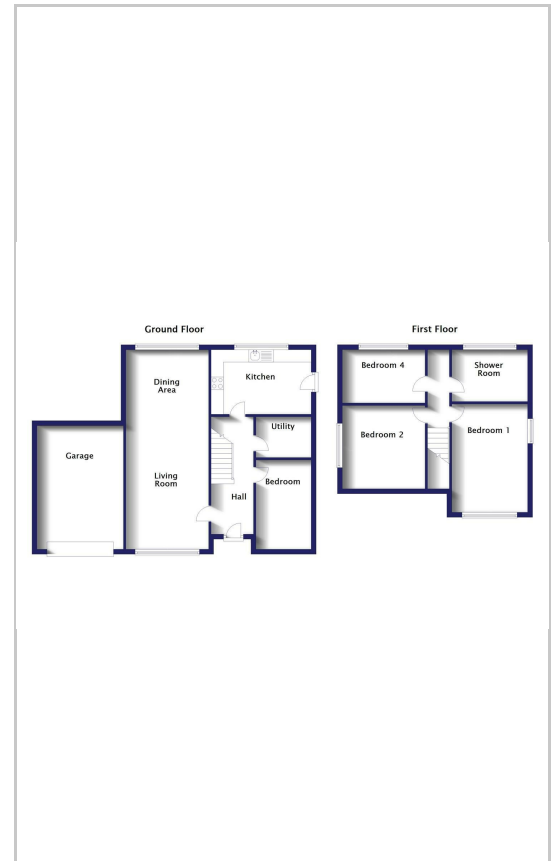 Ground Floor
Dining
Area
Kitchen
Utility
Garage
Living
Room
Bedroom
Hall
First Floor
Bedroom 4
Shower
Room
Bedroom 2
Bedroom 1